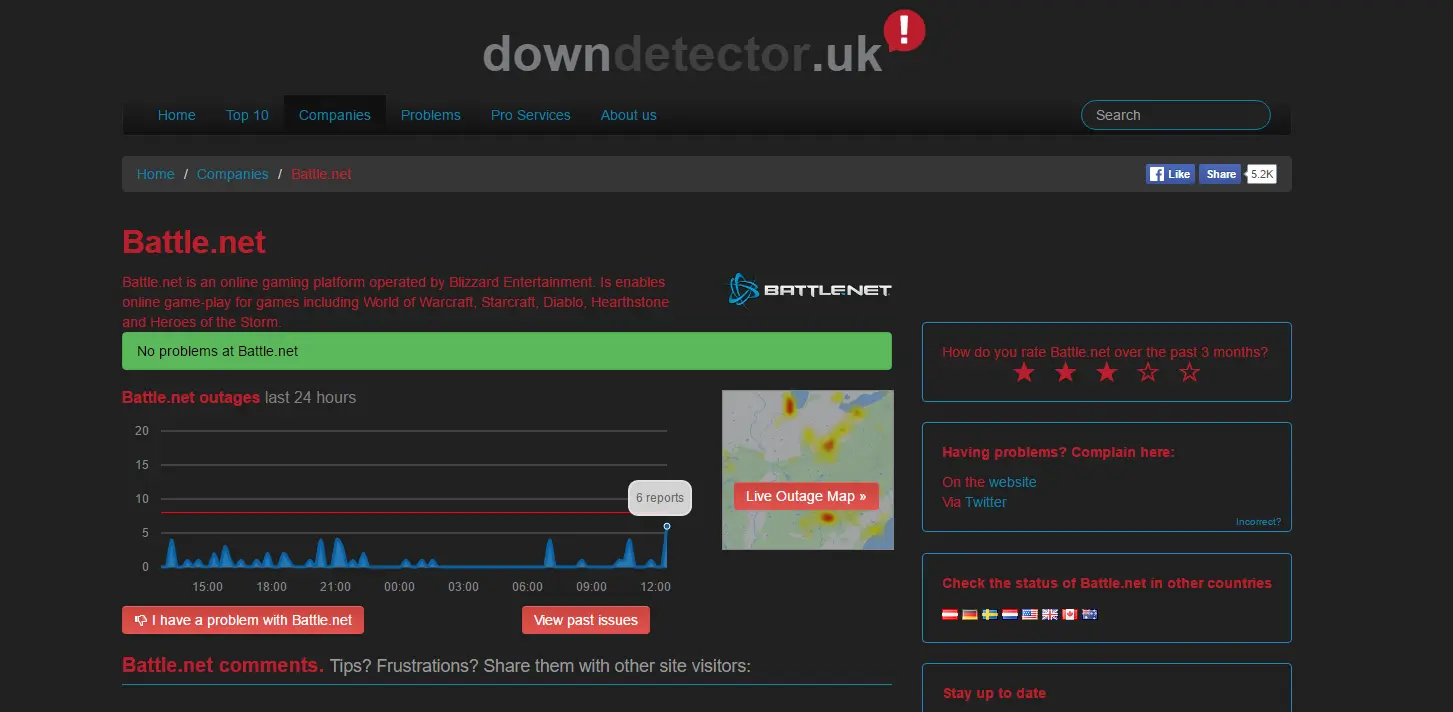 downdetector.uk
!
Home Top 10 Companies Problems Pro Services About us Search
Home / Companies / Battle.net
Like Share 5.2K
Battle.net
Battle.net is an online gaming platform operated by Blizzard Entertainment. Is enables
online game-play for games including World of Warcraft, Starcraft, Diablo, Hearthstone
and Heroes of the Storm.
BATTLE.NET
No problems at Battle.net
Battle.net outages last 24 hours
20
15
10
5
0
6 reports
15:00 18:00 21:00 00:00 03:00 06:00 09:00 12:00
Live Outage Map »
I have a problem with Battle.net
View past issues
Battle.net comments. Tips? Frustrations? Share them with other site visitors:
How do you rate Battle.net over the past 3 months?
Having problems? Complain here:
On the website
Via Twitter
Incorrect?
Check the status of Battle.net in other countries
Stay up to date